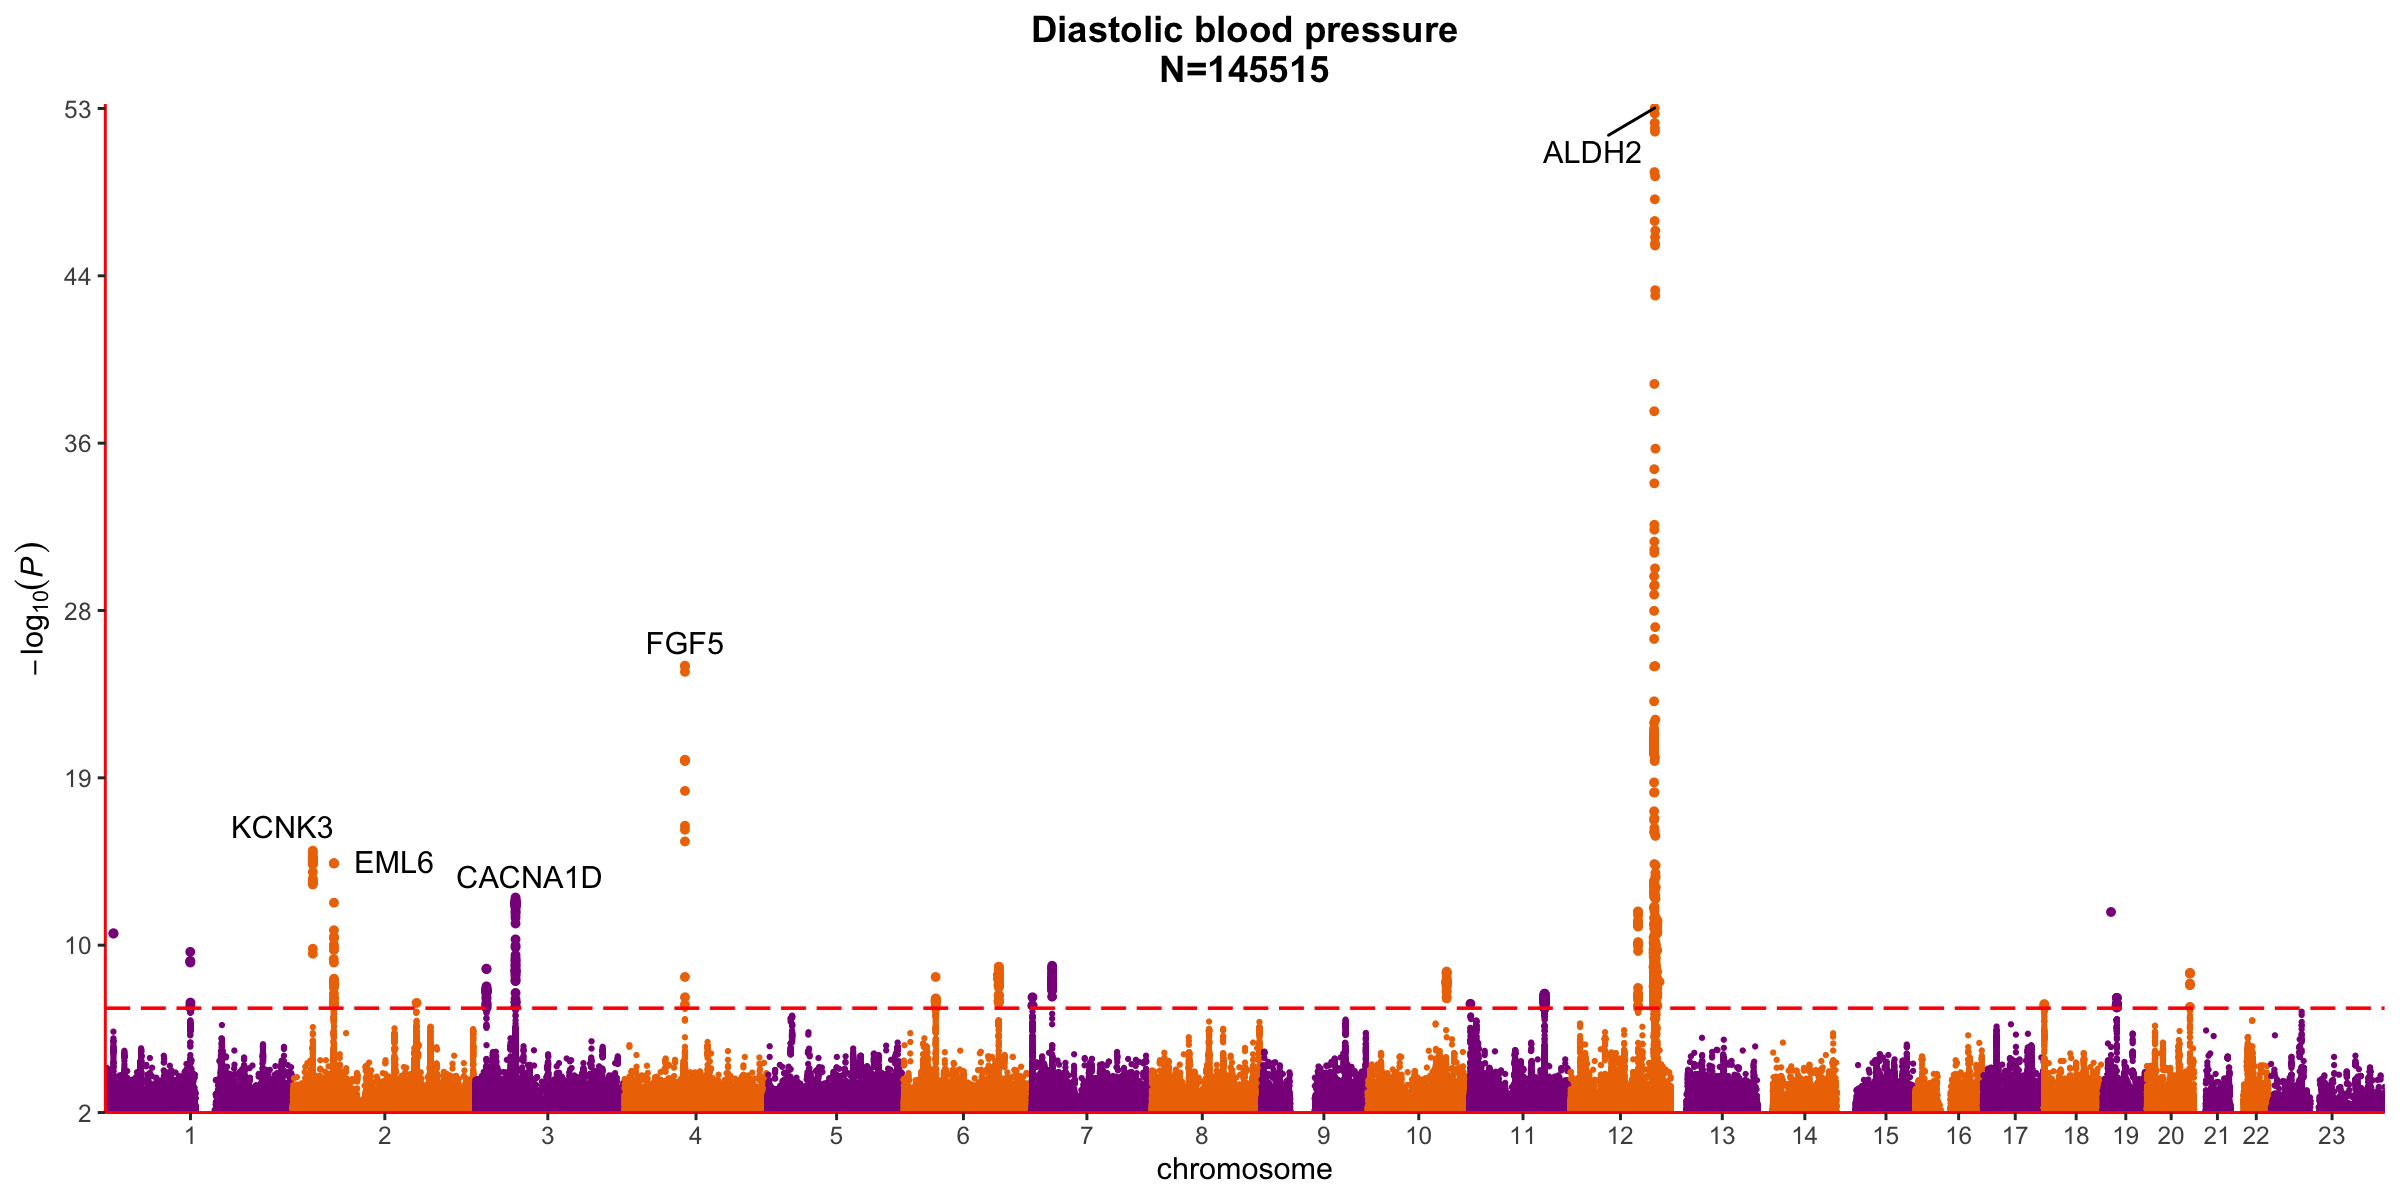 Diastolic blood pressure
N=145515
53
44
36
28
19
10
2
−log₁₀(P)
ALDH2
FGF5
KCNK3
EML6
CACNA1D
1 2 3 4 5 6 7 8 9 10 11 12 13 14 15 16 17 18 19 20 21 22 23
chromosome